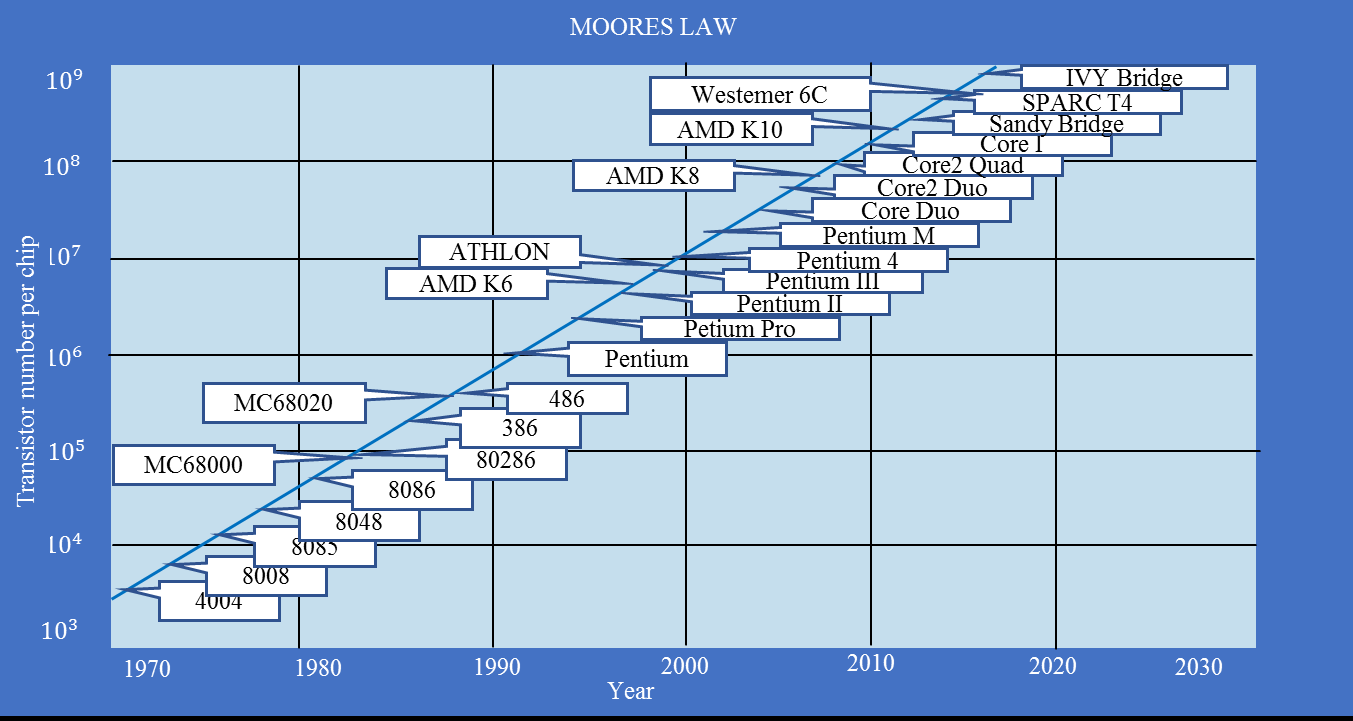 MOORES LAW
10⁹
IVY Bridge
Westemer 6C
SPARC T4
Sandy Bridge
AMD K10
Core I
10⁸
Core2 Quad
AMD K8
Core2 Duo
Core Duo
Pentium M
ATHLON
10⁷
Pentium 4
AMD K6
Pentium III
Pentium II
Petium Pro
10⁶
Pentium
486
MC68020
386
10⁵
80286
MC68000
8086
8048
10⁴
8085
8008
4004
10³
Transistor number per chip
1970
1980
1990
2000
2010
2020
2030
Year